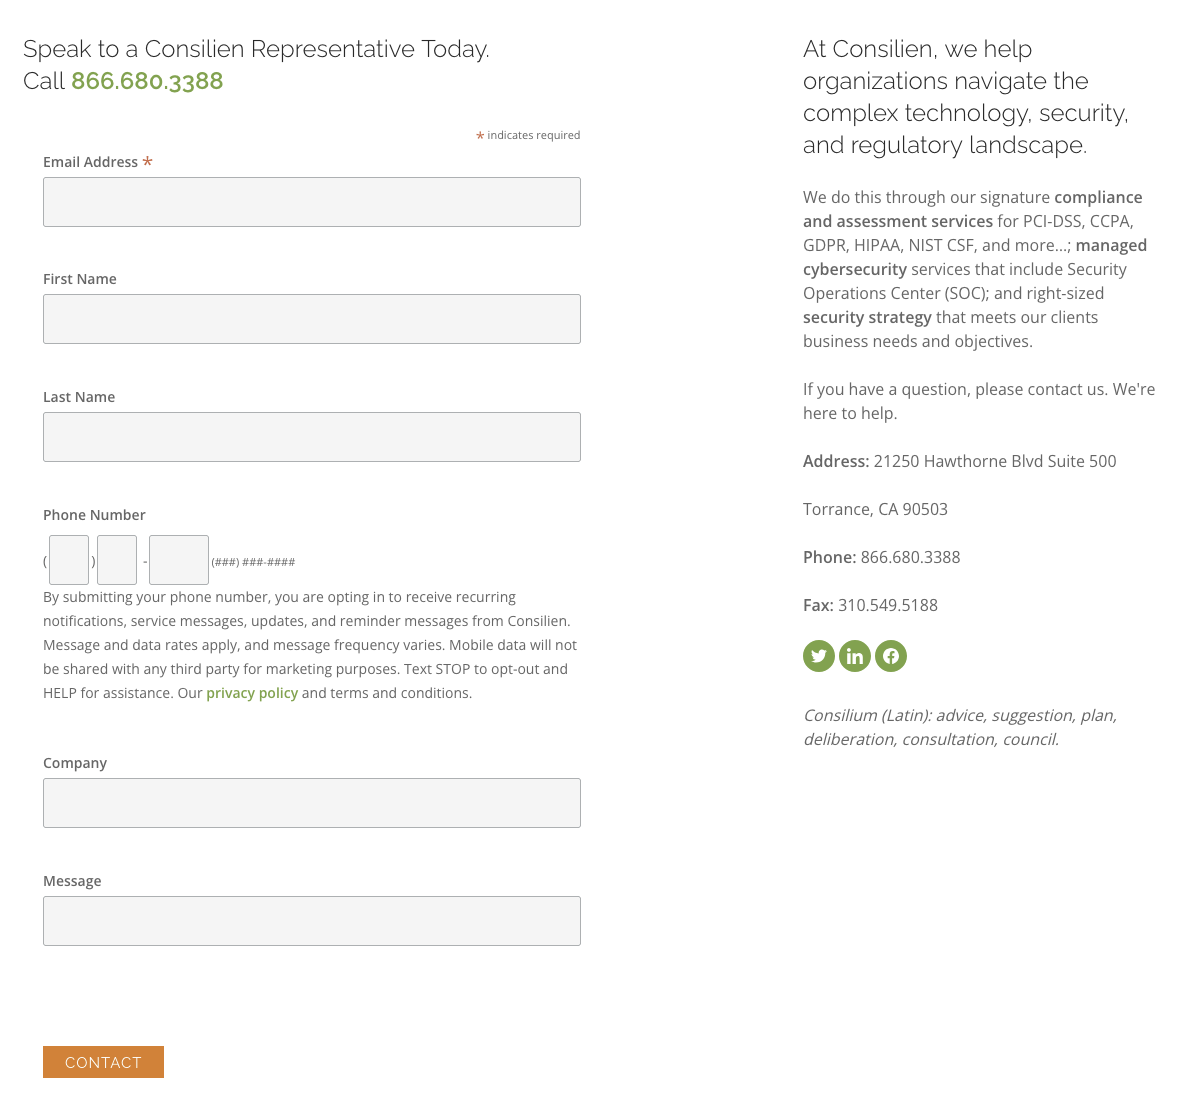 Speak to a Consilien Representative Today.
Call 866.680.3388
* indicates required
Email Address *
First Name
Last Name
Phone Number
( ) - (###) ###-####
By submitting your phone number, you are opting in to receive recurring
notifications, service messages, updates, and reminder messages from Consilien.
Message and data rates apply, and message frequency varies. Mobile data will not
be shared with any third party for marketing purposes. Text STOP to opt-out and
HELP for assistance. Our privacy policy and terms and conditions.
Company
Message
CONTACT
At Consilien, we help
organizations navigate the
complex technology, security,
and regulatory landscape.
We do this through our signature compliance
and assessment services for PCI-DSS, CCPA,
GDPR, HIPAA, NIST CSF, and more...; managed
cybersecurity services that include Security
Operations Center (SOC); and right-sized
security strategy that meets our clients
business needs and objectives.
If you have a question, please contact us. We're
here to help.
Address: 21250 Hawthorne Blvd Suite 500
Torrance, CA 90503
Phone: 866.680.3388
Fax: 310.549.5188
Consilium (Latin): advice, suggestion, plan,
deliberation, consultation, council.